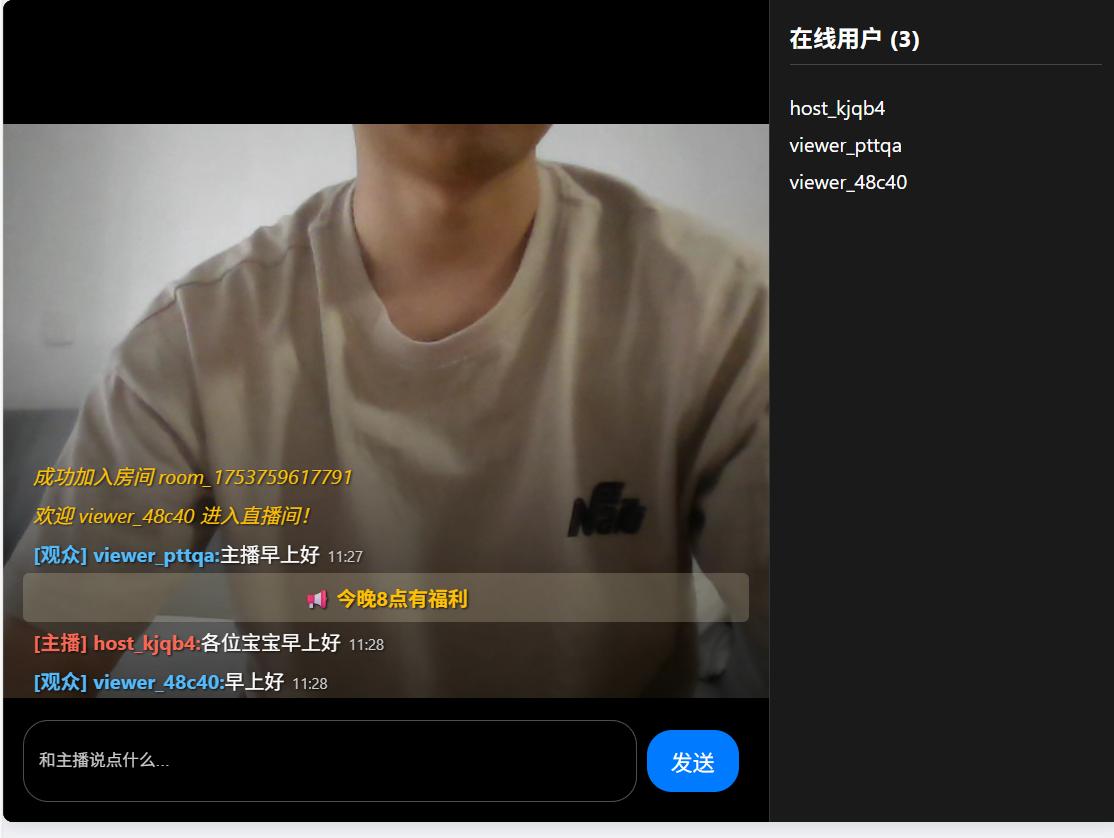 在线用户 (3)
host_kjqb4
viewer_pttqa
viewer_48c40
成功加入房间 room_1753759617791
欢迎 viewer_48c40 进入直播间！
[观众] viewer_pttqa:主播早上好 11:27
📢 今晚8点有福利
[主播] host_kjqb4:各位宝宝早上好 11:28
[观众] viewer_48c40:早上好 11:28
和主播说点什么...
发送